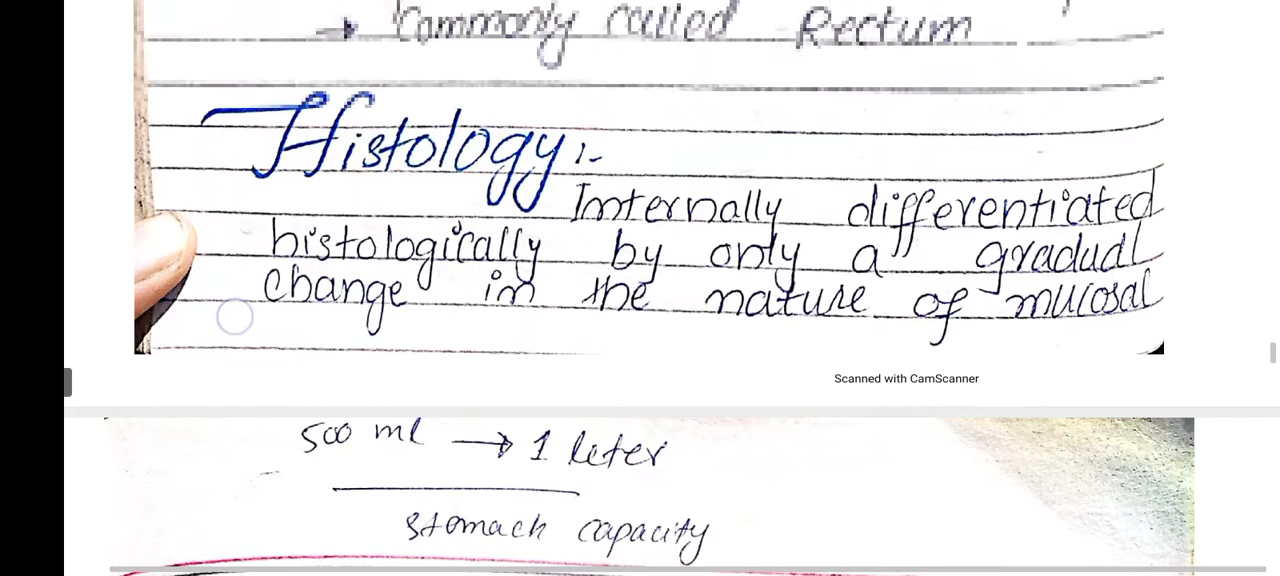 → Commonly called Rectum
Histology:-
Internally differentiated
histologically by only a gradual
change in the nature of mucosal
Scanned with CamScanner
500 ml → 1 leter
stomach capacity